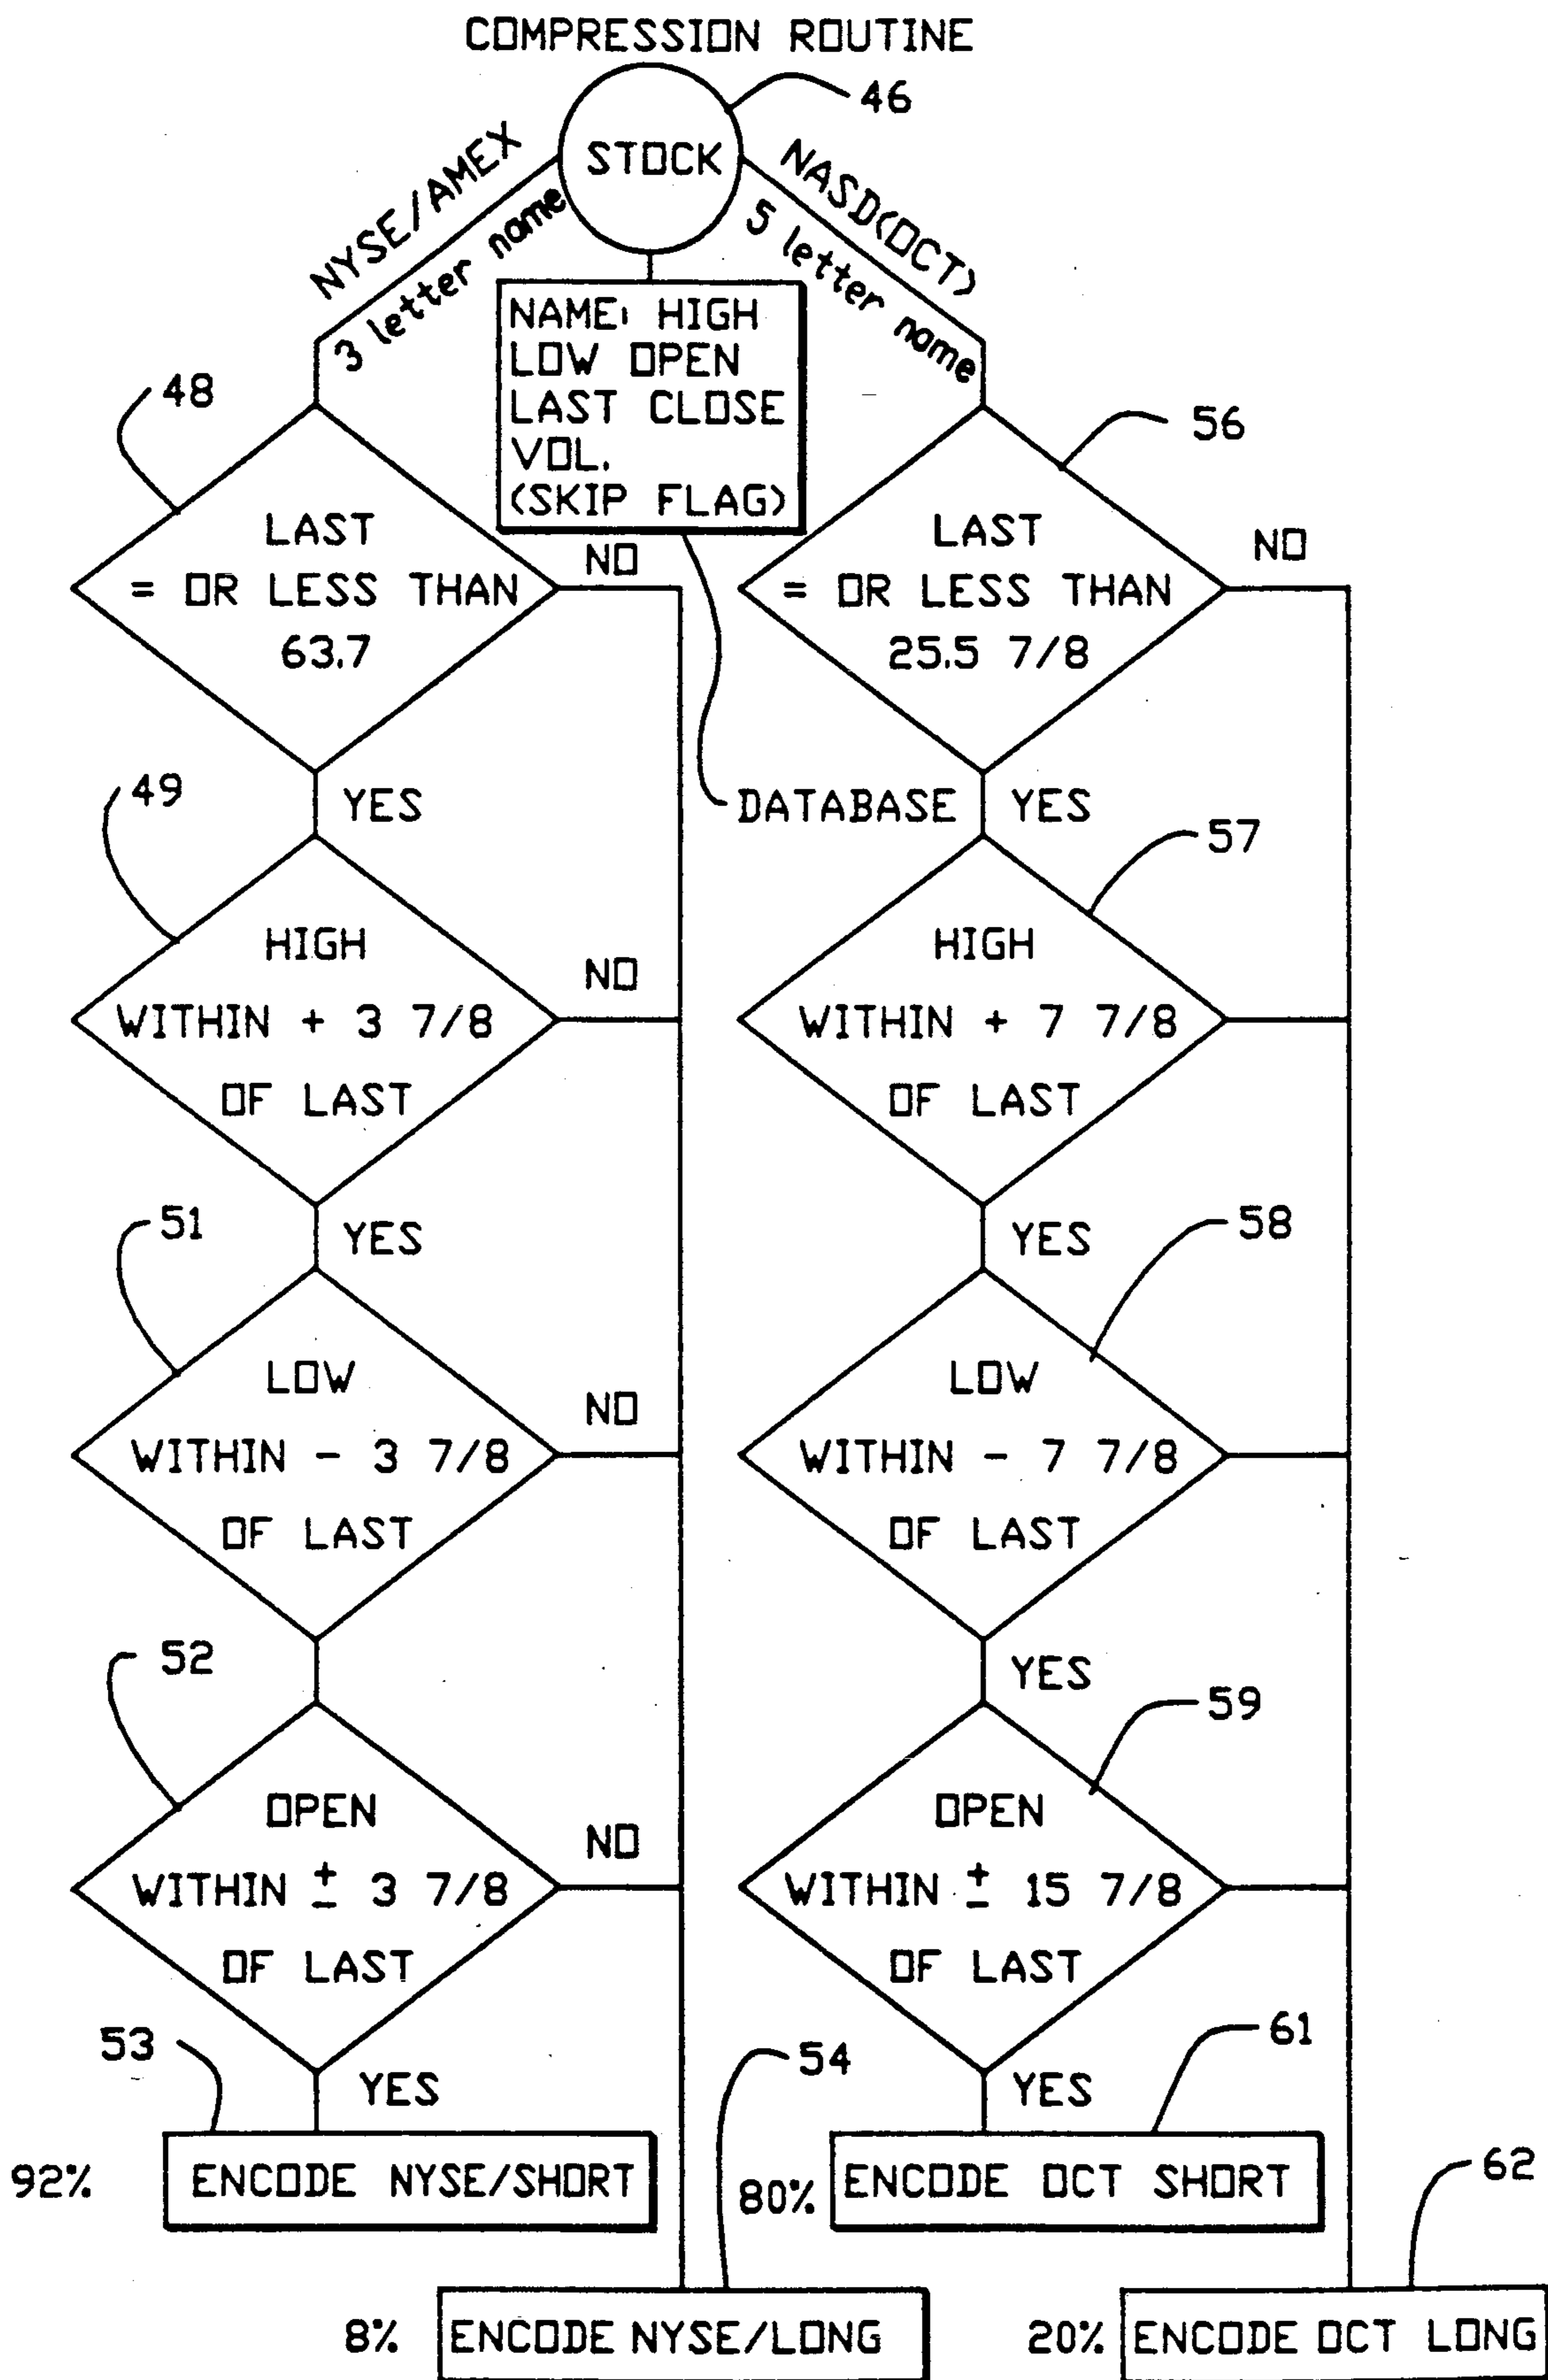 COMPRESSION ROUTINE
46
STOCK
NYSE/AMEX
3 letter name
NASD(OCT)
5 letter name
NAME: HIGH
LOW OPEN
LAST CLOSE
VOL.
(SKIP FLAG)
DATABASE
48
LAST
= OR LESS THAN
63.7
NO
YES
56
LAST
= OR LESS THAN
25.5 7/8
NO
YES
49
HIGH
WITHIN + 3 7/8
OF LAST
NO
YES
57
HIGH
WITHIN + 7 7/8
OF LAST
YES
51
LOW
WITHIN - 3 7/8
OF LAST
NO
58
LOW
WITHIN - 7 7/8
OF LAST
YES
52
OPEN
WITHIN ± 3 7/8
OF LAST
NO
YES
59
OPEN
WITHIN ± 15 7/8
OF LAST
YES
53
92%
ENCODE NYSE/SHORT
54
8%
ENCODE NYSE/LONG
61
80%
ENCODE OCT SHORT
62
20%
ENCODE OCT LONG